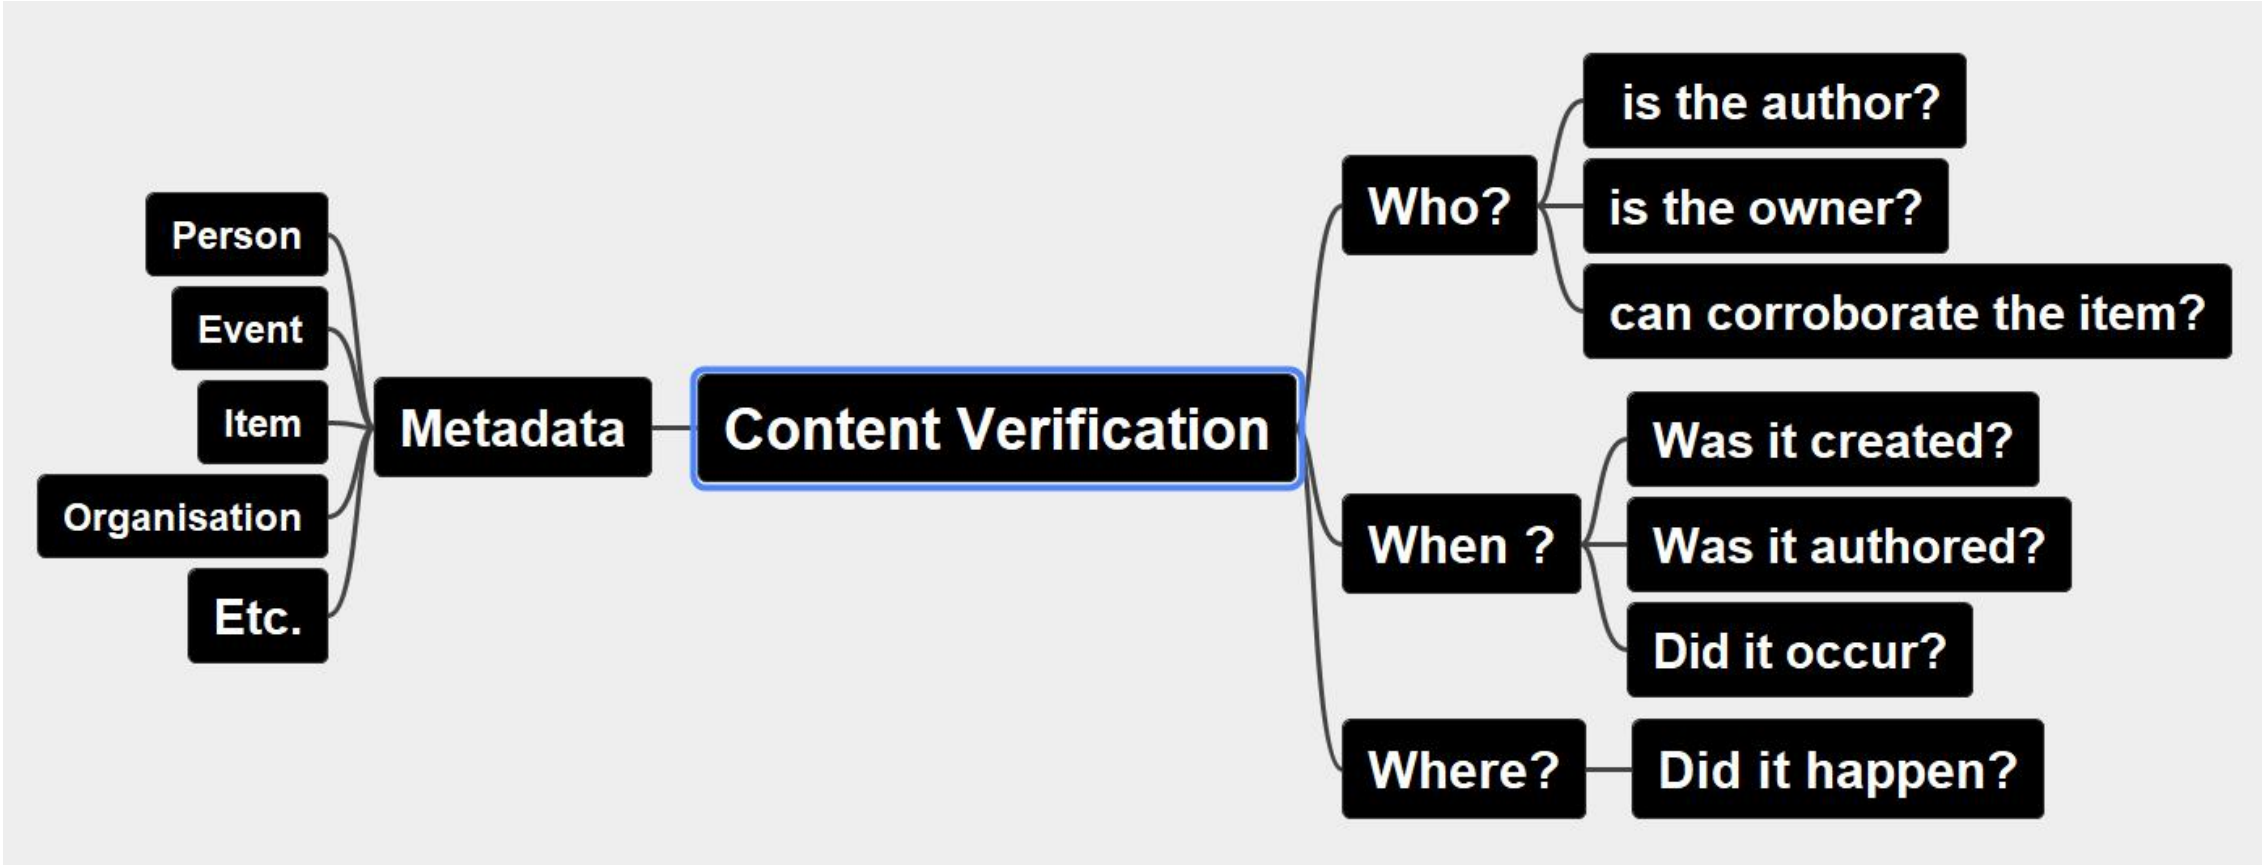 Person
Event
Item
Organisation
Etc.
Metadata
Content Verification
Who?
is the author?
is the owner?
can corroborate the item?
When ?
Was it created?
Was it authored?
Did it occur?
Where?
Did it happen?